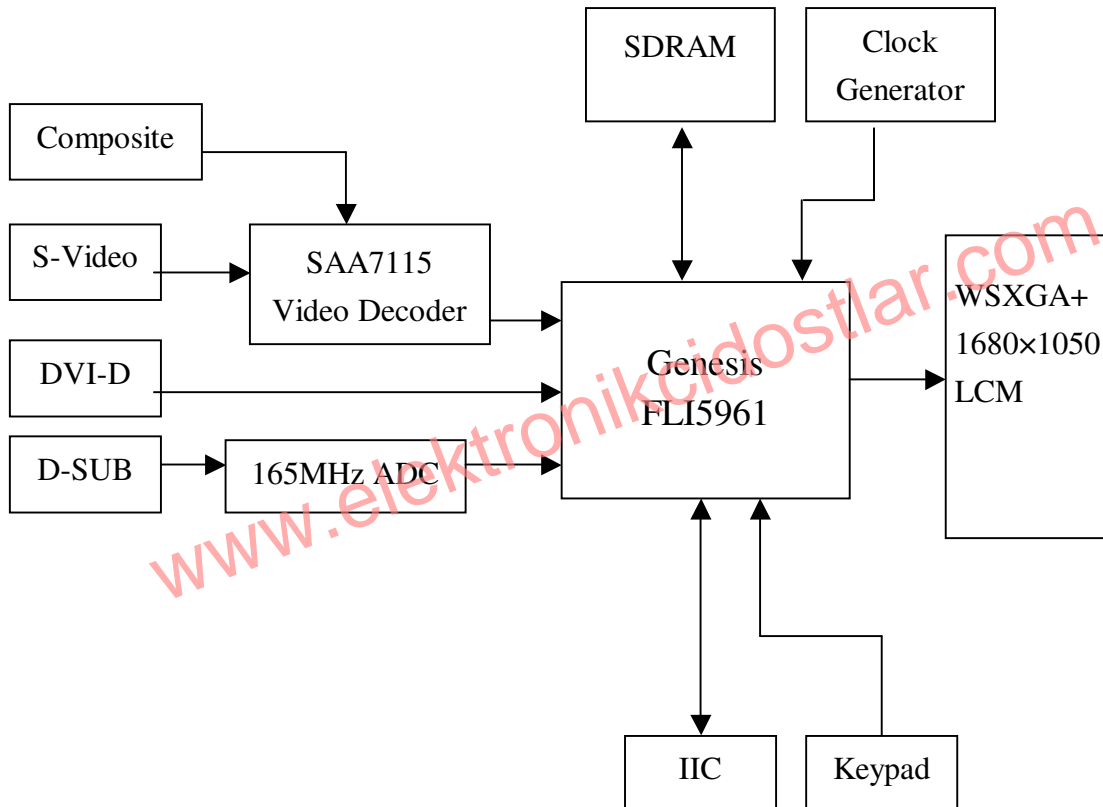 SDRAM
Clock
Generator
Composite
S-Video
SAA7115
Video Decoder
DVI-D
D-SUB
165MHz ADC
Genesis
FLI5961
WSXGA+
1680×1050
LCM
IIC
Keypad
www.elektronikcidostlar.com